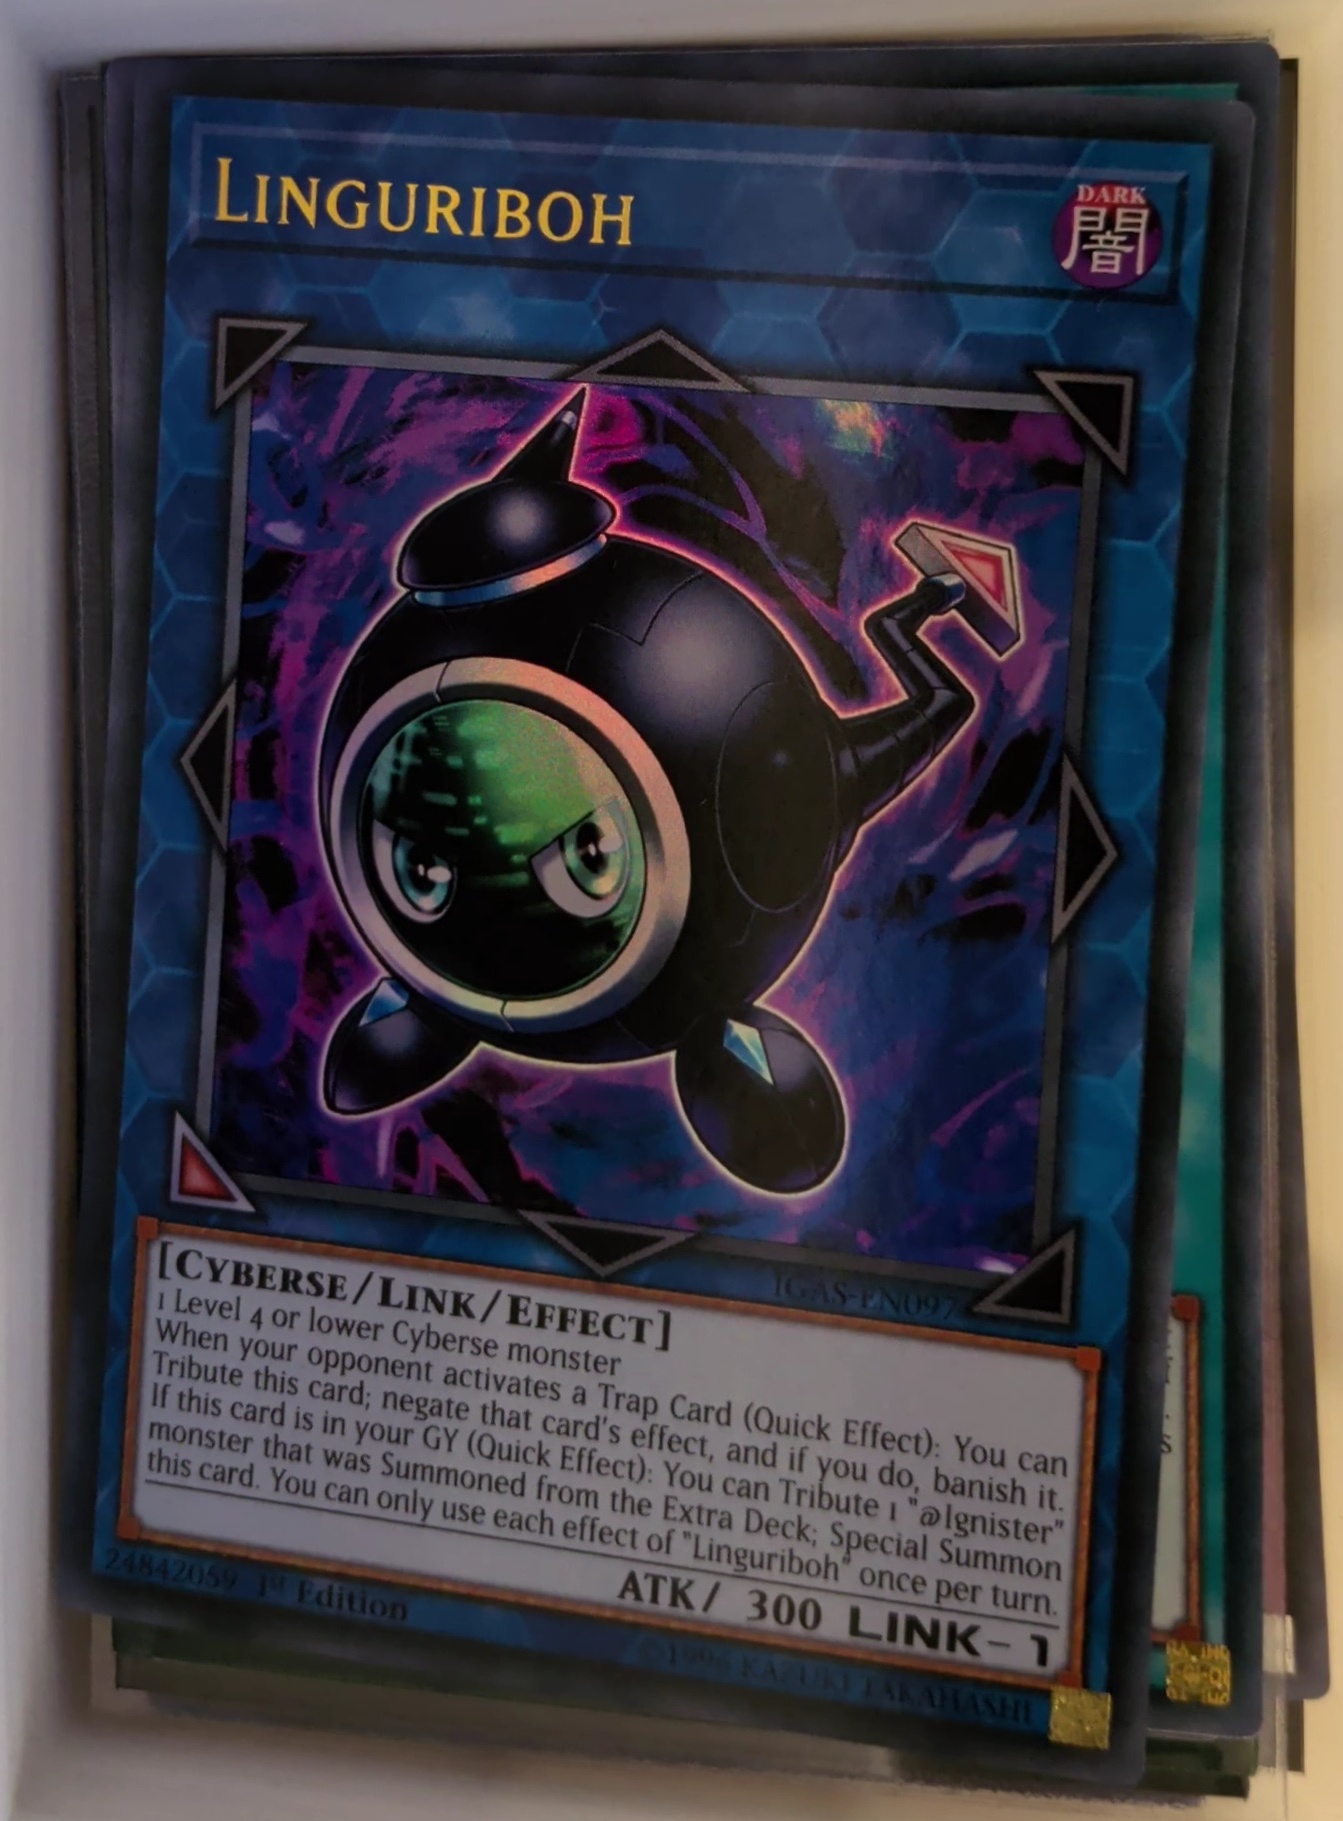 LINGURIBOH
DARK
闇
IGAS-EN097
[CYBERSE/LINK/EFFECT]
1 Level 4 or lower Cyberse monster
When your opponent activates a Trap Card (Quick Effect): You can
Tribute this card; negate that card's effect, and if you do, banish it.
If this card is in your GY (Quick Effect): You can Tribute 1 "@Ignister"
monster that was Summoned from the Extra Deck; Special Summon
this card. You can only use each effect of "Linguriboh" once per turn.
ATK/ 300 LINK-1
24842059 1st Edition
©1996 KAZUKI TAKAHASHI